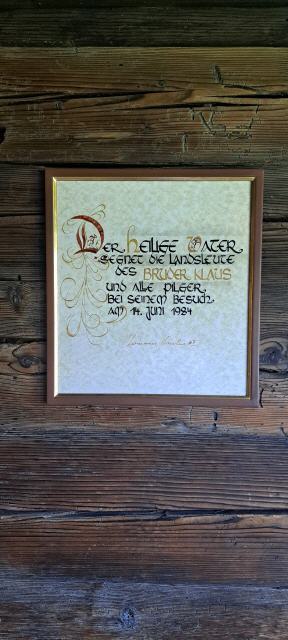 Der heilige Vater
segnet die Landsleute
des Bruder Klaus
und alle Pilger,
bei seinem Besuch,
am 14. Juni 1984